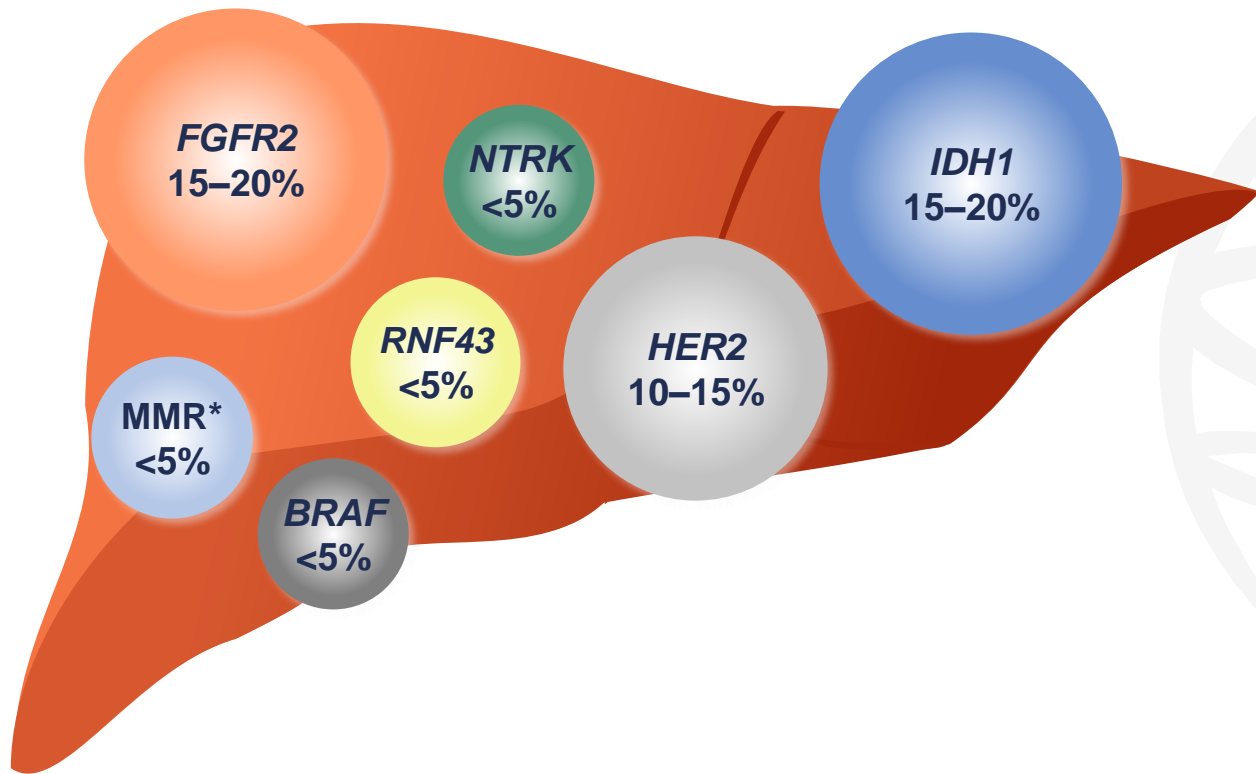 FGFR2
15–20%
NTRK
<5%
IDH1
15–20%
RNF43
<5%
HER2
10–15%
MMR*
<5%
BRAF
<5%